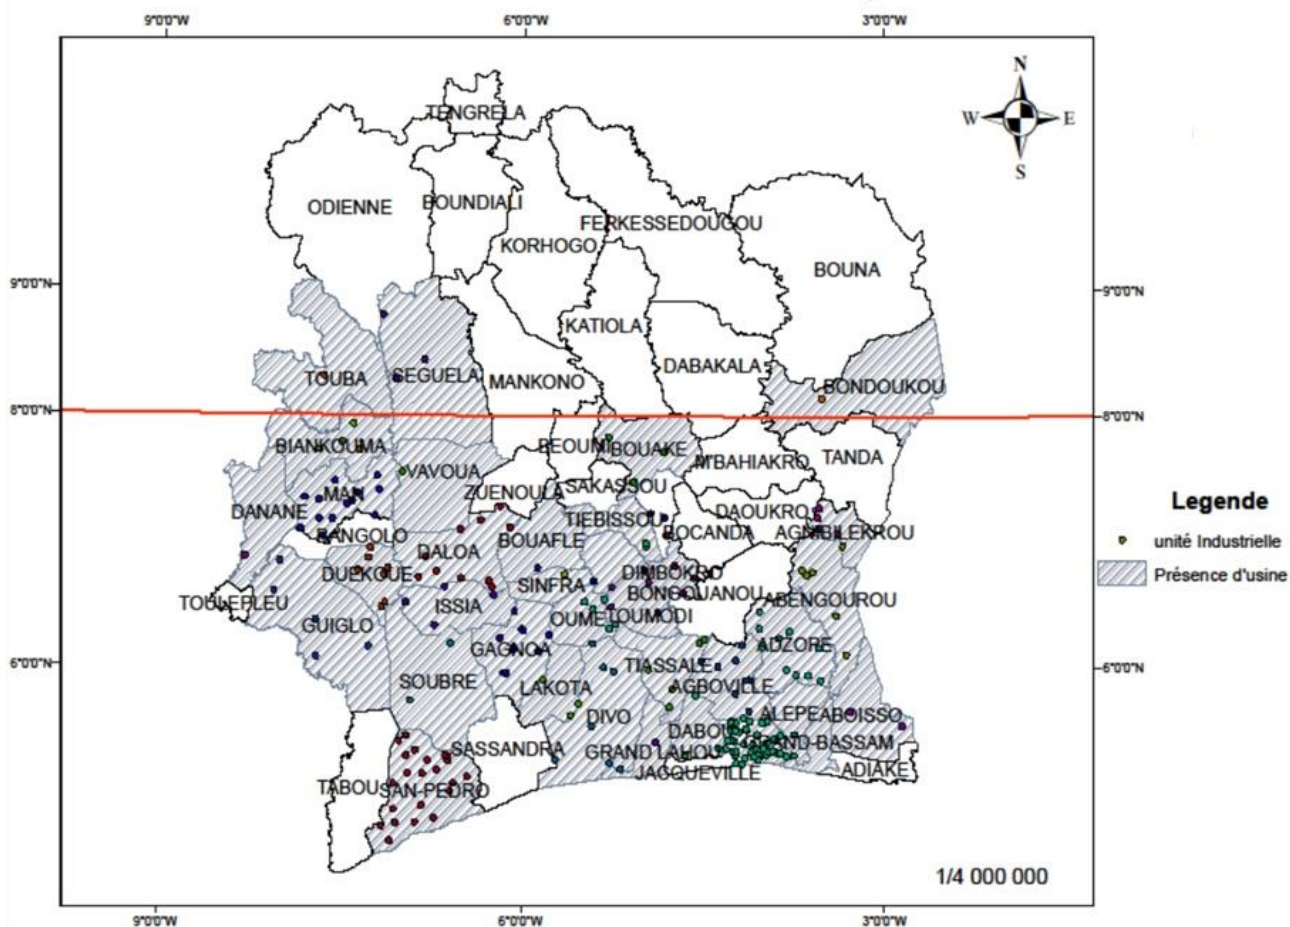 9°0'0"W 6°0'0"W 3°0'0"W
N
W E
S
TENGRELA
ODIENNE
BOUNDIALI
FERKESSEDOUGOU
KORHOGO
BOUNA
9°0'0"N 9°0'0"N
KATIOLA
DABAKALA
TOUBA
SEGUELA
MANKONO
BONDOUKOU
8°0'0"N 8°0'0"N
BIANKOUMA
BEOUMI
BOUAKE
VAVOUA
M'BAHIAKRO
TANDA
ZUENOULA
SAKASSOU
MAN
DANANE
DAOUKRO
Legende
TIEBISSOU
BANGOLO
BOCANDA
AGNIBILEKROU
BOUAFLE
unité Industrielle
DALOA
DUEKOUE
SINFRA
DIMBOKRO
Présence d'usine
BONGOUANOU
TOULEPLEU
ISSIA
ABENGOUROU
OUME
TOUMODI
GUIGLO
GAGNOA
ADZOPE
6°0'0"N 6°0'0"N
TIASSALE
SOUBRE
LAKOTA
AGBOVILLE
DIVO
ALEPE
ABOISSO
DABOU
SASSANDRA
GRAND LAHOU
GRAND-BASSAM
JACQUEVILLE
ADIAKE
TABOU
SAN-PEDRO
1/4 000 000
9°0'0"W 6°0'0"W 3°0'0"W